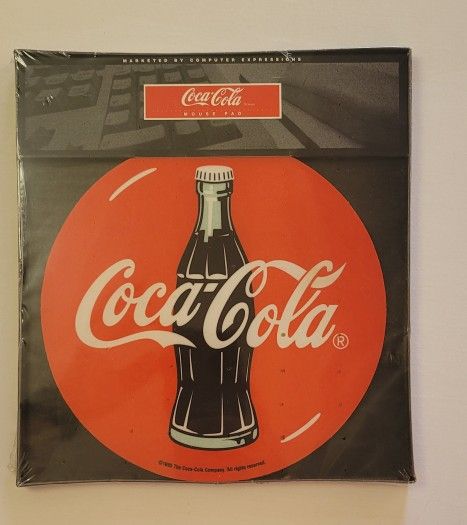 MARKETED BY COMPUTER EXPRESSIONS
Coca-Cola
MOUSE PAD
Coca-Cola®
The Coca-Cola Company. All rights reserved.